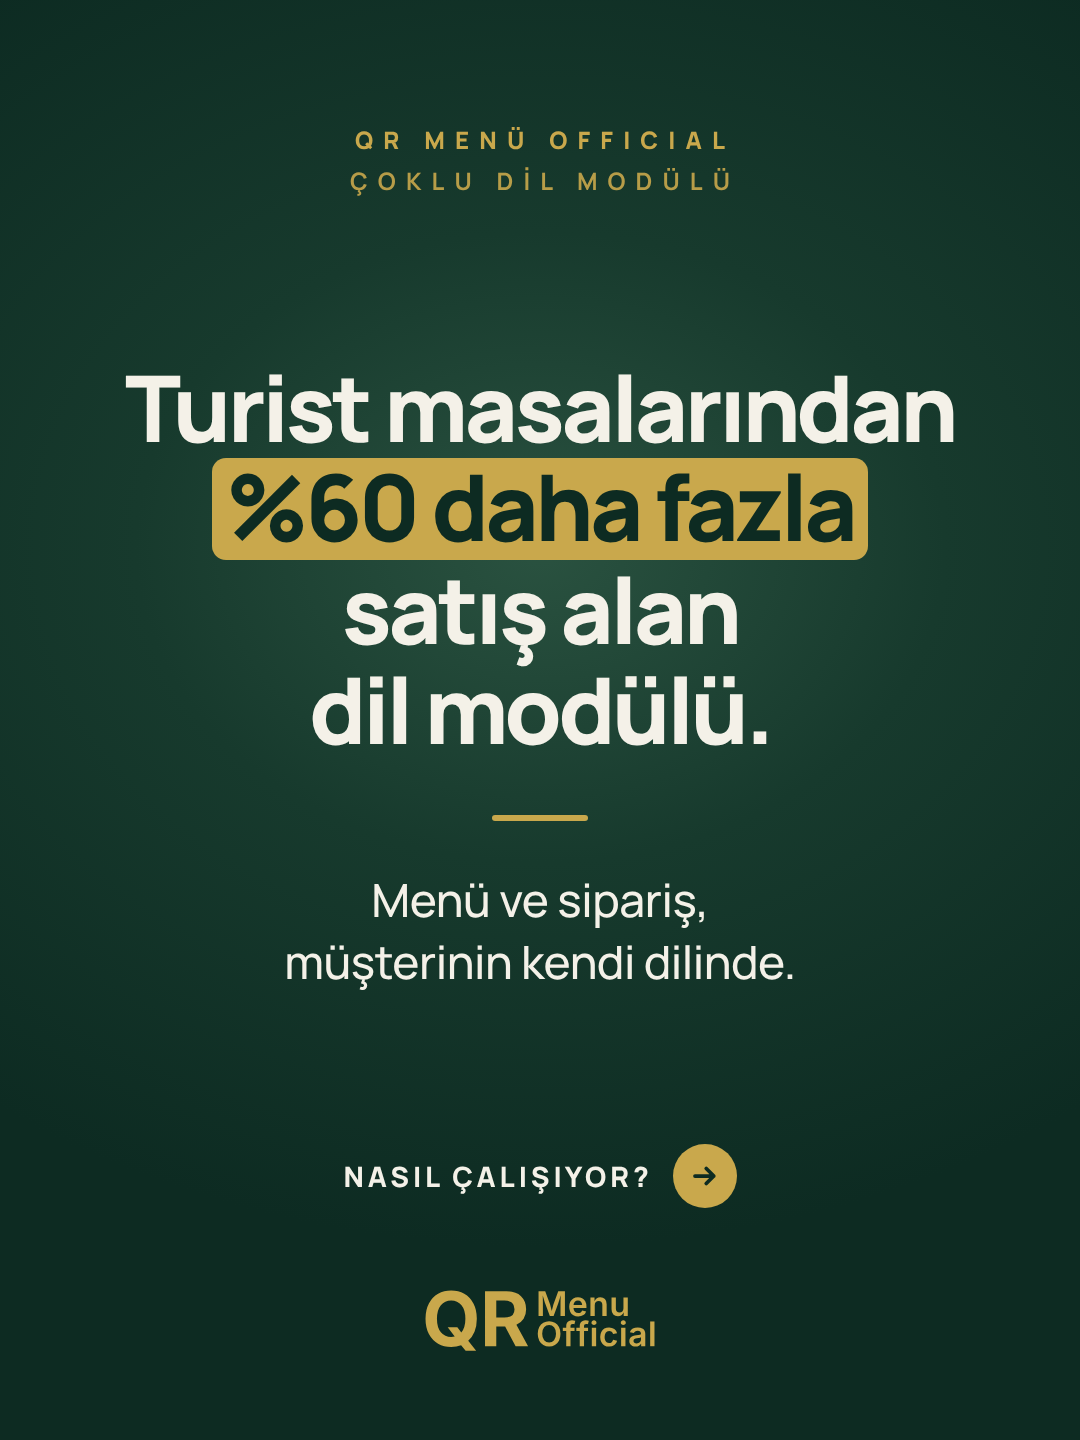 QR MENÜ OFFICIAL
ÇOKLU DİL MODÜLÜ
Turist masalarından
%60 daha fazla
satış alan
dil modülü.
Menü ve sipariş,
müşterinin kendi dilinde.
NASIL ÇALIŞIYOR?
QR Menu
Official